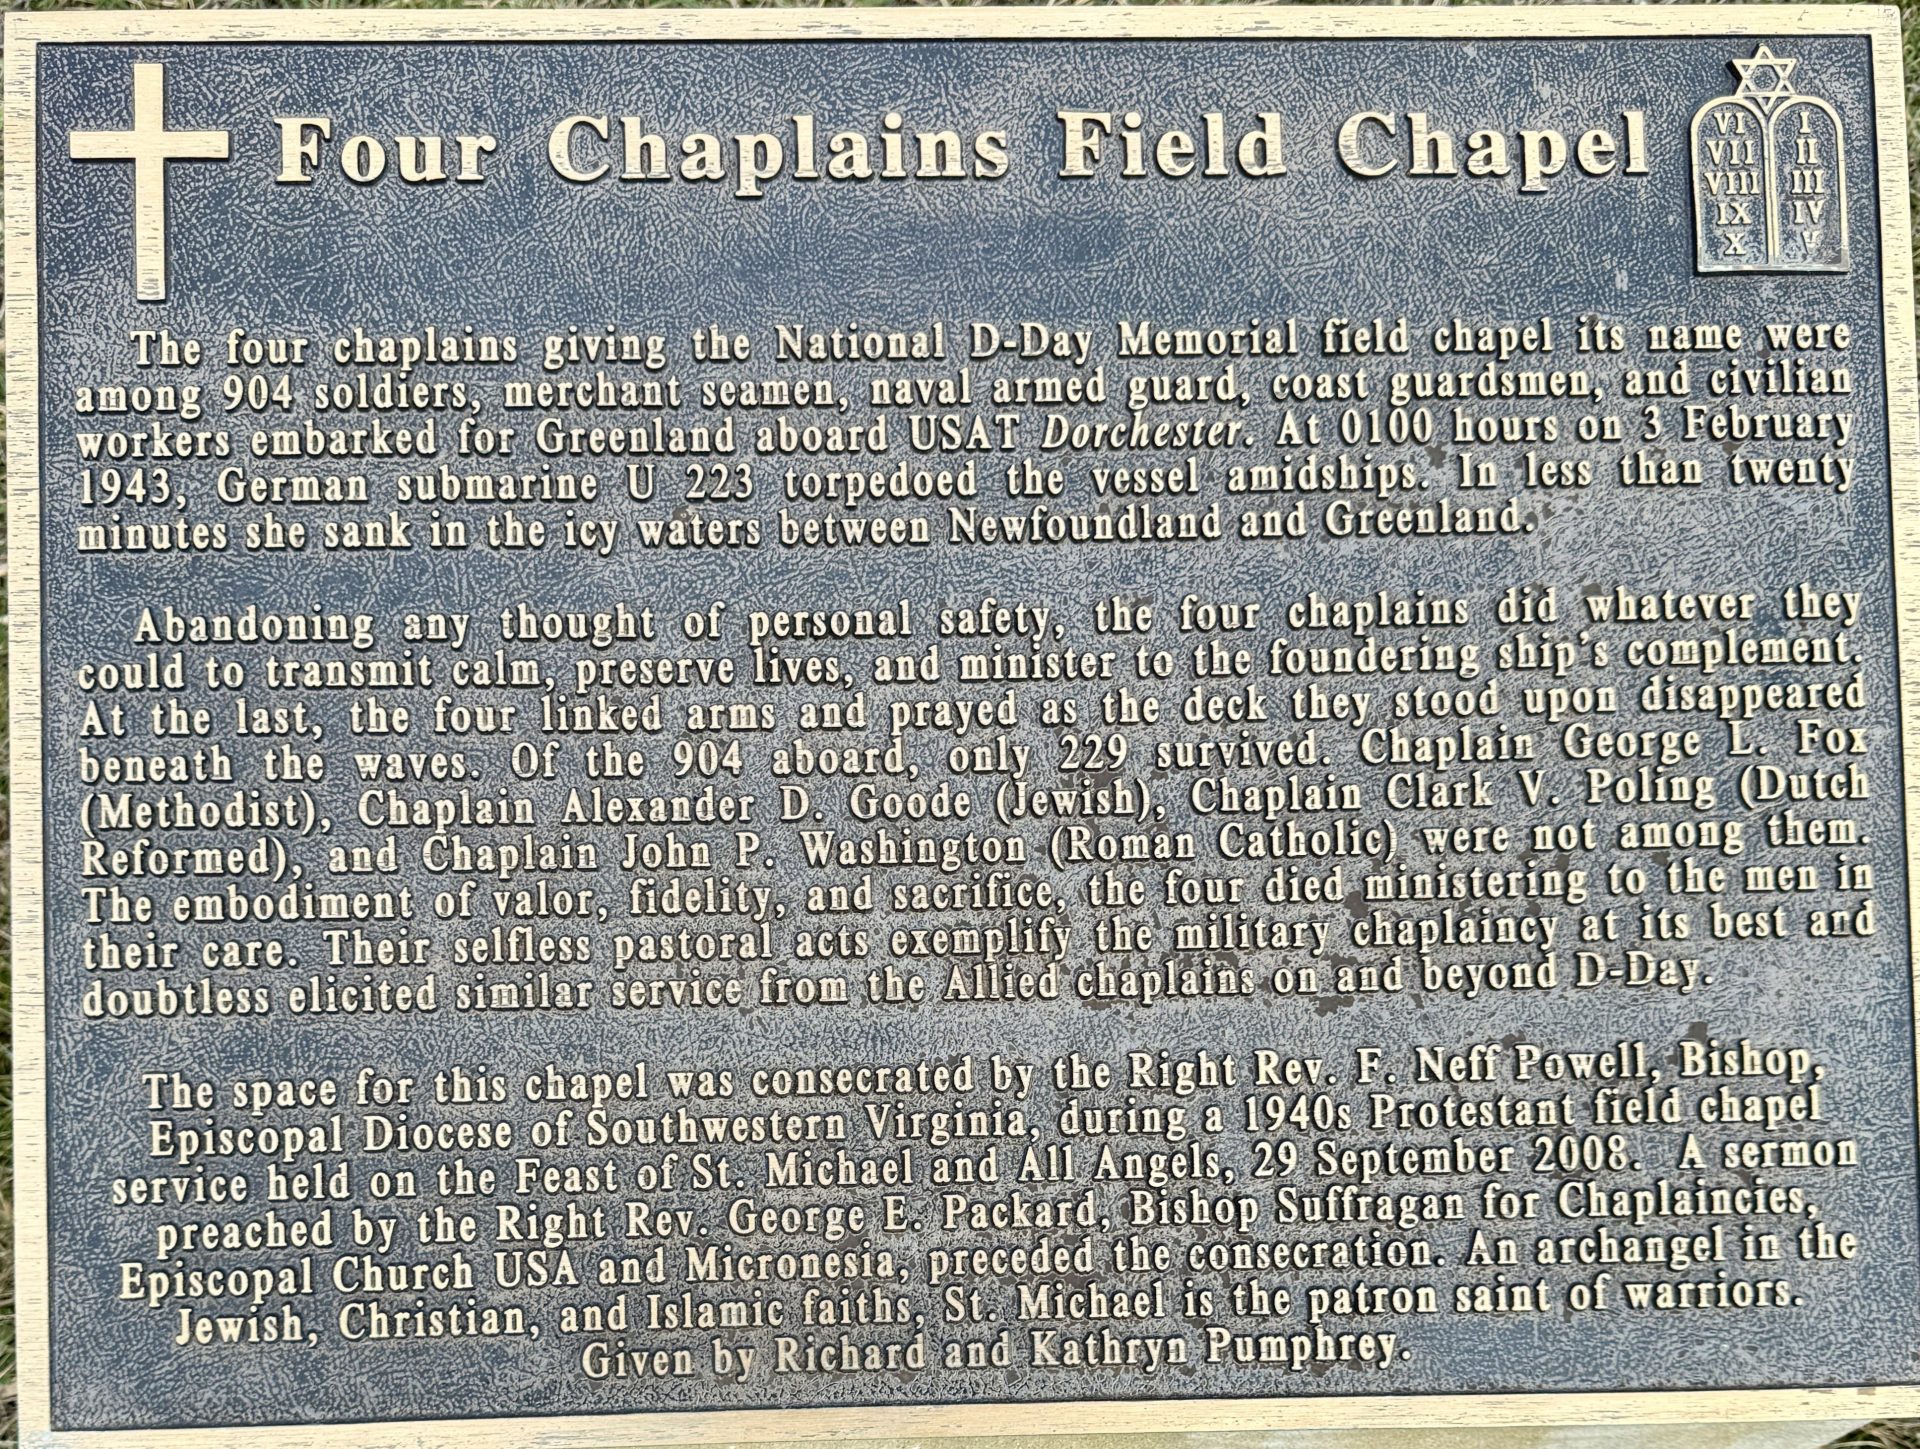 Four Chaplains Field Chapel
VI I
VII II
VIII III
IX IV
X V
The four chaplains giving the National D-Day Memorial field chapel its name were
among 904 soldiers, merchant seamen, naval armed guard, coast guardsmen, and civilian
workers embarked for Greenland aboard USAT Dorchester. At 0100 hours on 3 February
1943, German submarine U 223 torpedoed the vessel amidships. In less than twenty
minutes she sank in the icy waters between Newfoundland and Greenland.
Abandoning any thought of personal safety, the four chaplains did whatever they
could to transmit calm, preserve lives, and minister to the foundering ship's complement.
At the last, the four linked arms and prayed as the deck they stood upon disappeared
beneath the waves. Of the 904 aboard, only 229 survived. Chaplain George L. Fox
(Methodist), Chaplain Alexander D. Goode (Jewish), Chaplain Clark V. Poling (Dutch
Reformed), and Chaplain John P. Washington (Roman Catholic) were not among them.
The embodiment of valor, fidelity, and sacrifice, the four died ministering to the men in
their care. Their selfless pastoral acts exemplify the military chaplaincy at its best and
doubtless elicited similar service from the Allied chaplains on and beyond D-Day.
The space for this chapel was consecrated by the Right Rev. F. Neff Powell, Bishop,
Episcopal Diocese of Southwestern Virginia, during a 1940s Protestant field chapel
service held on the Feast of St. Michael and All Angels, 29 September 2008. A sermon
preached by the Right Rev. George E. Packard, Bishop Suffragan for Chaplaincies,
Episcopal Church USA and Micronesia, preceded the consecration. An archangel in the
Jewish, Christian, and Islamic faiths, St. Michael is the patron saint of warriors.
Given by Richard and Kathryn Pumphrey.